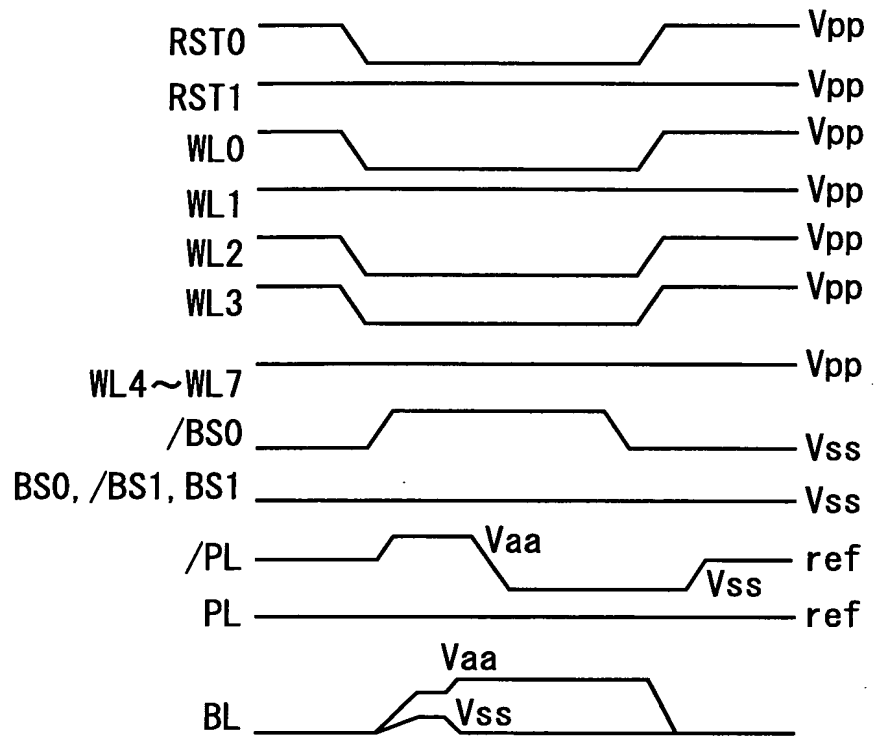 RST0 Vpp
RST1 Vpp
WL0 Vpp
WL1 Vpp
WL2 Vpp
WL3 Vpp
WL4～WL7 Vpp
/BS0 Vss
BS0, /BS1, BS1 Vss
/PL Vaa Vss ref
PL ref
Vaa
BL Vss